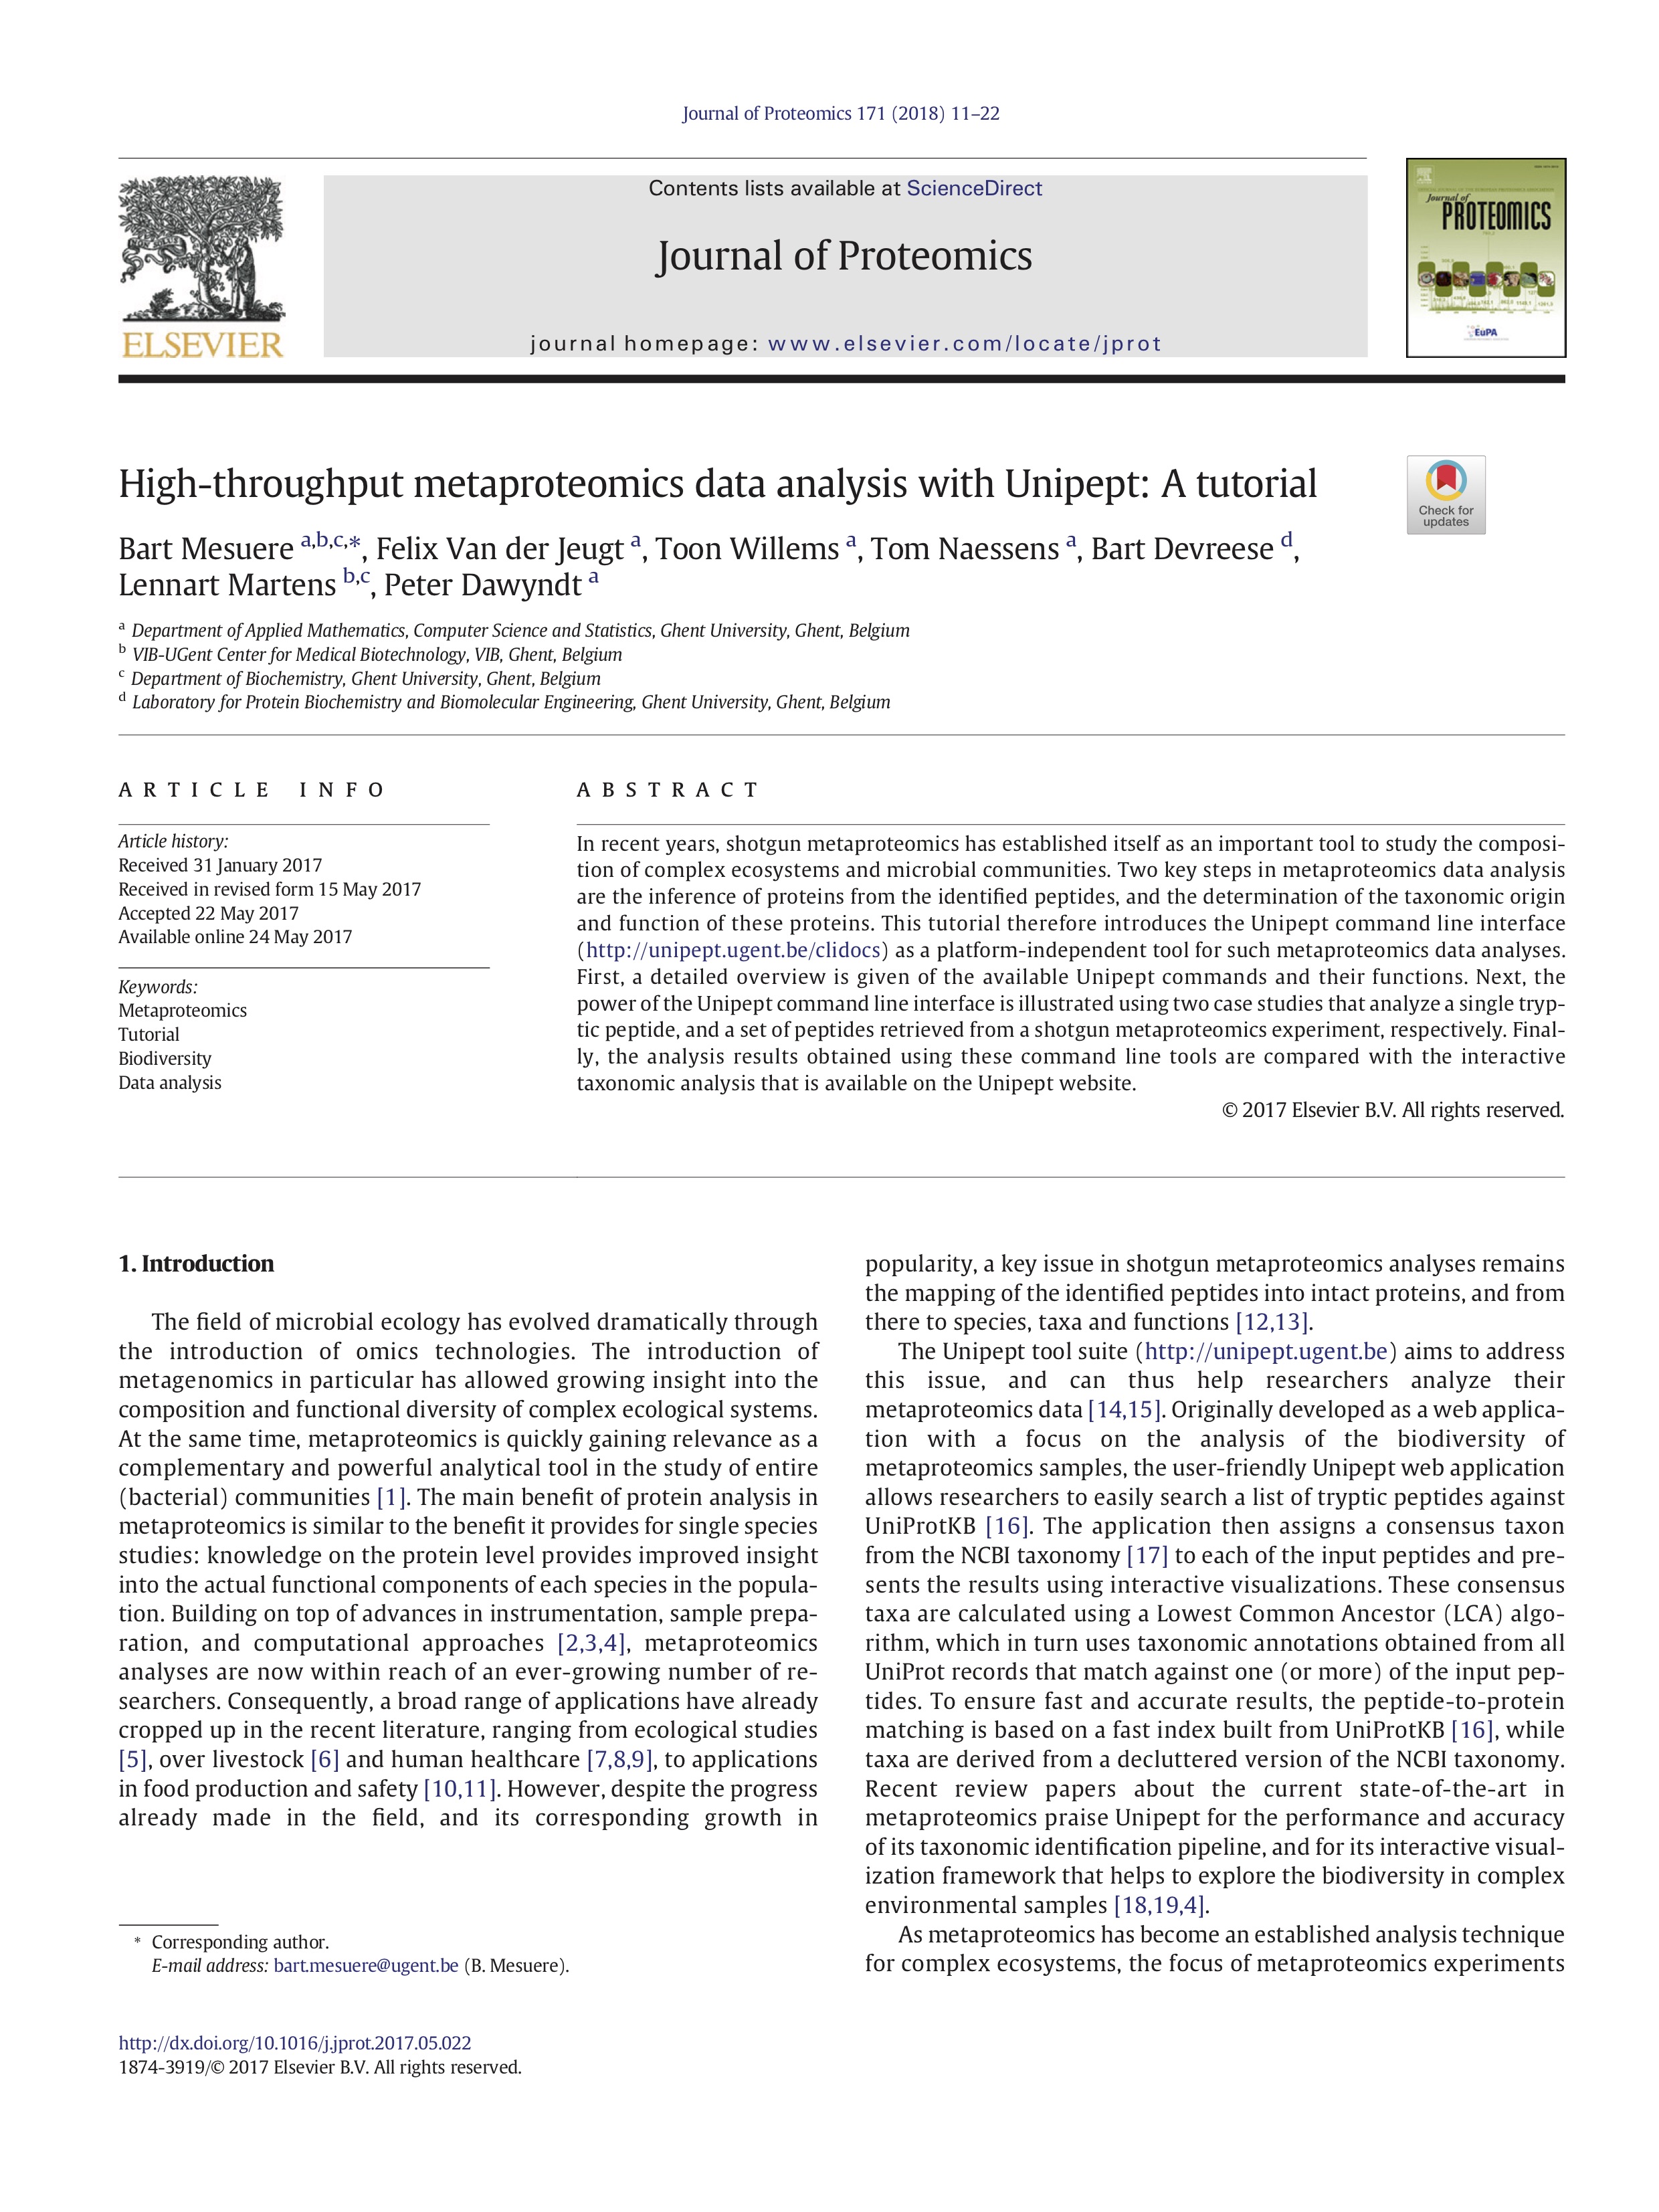 Journal of Proteomics 171 (2018) 11–22
Contents lists available at ScienceDirect
Journal of Proteomics
journal homepage: www.elsevier.com/locate/jprot
ELSEVIER
Journal of
PROTEOMICS
EuPA
High-throughput metaproteomics data analysis with Unipept: A tutorial
Check for
updates
Bart Mesuere a,b,c,*, Felix Van der Jeugt a, Toon Willems a, Tom Naessens a, Bart Devreese d,
Lennart Martens b,c, Peter Dawyndt a
a Department of Applied Mathematics, Computer Science and Statistics, Ghent University, Ghent, Belgium
b VIB-UGent Center for Medical Biotechnology, VIB, Ghent, Belgium
c Department of Biochemistry, Ghent University, Ghent, Belgium
d Laboratory for Protein Biochemistry and Biomolecular Engineering, Ghent University, Ghent, Belgium
ARTICLE INFO
Article history:
Received 31 January 2017
Received in revised form 15 May 2017
Accepted 22 May 2017
Available online 24 May 2017
Keywords:
Metaproteomics
Tutorial
Biodiversity
Data analysis
ABSTRACT
In recent years, shotgun metaproteomics has established itself as an important tool to study the composi-
tion of complex ecosystems and microbial communities. Two key steps in metaproteomics data analysis
are the inference of proteins from the identified peptides, and the determination of the taxonomic origin
and function of these proteins. This tutorial therefore introduces the Unipept command line interface
(http://unipept.ugent.be/clidocs) as a platform-independent tool for such metaproteomics data analyses.
First, a detailed overview is given of the available Unipept commands and their functions. Next, the
power of the Unipept command line interface is illustrated using two case studies that analyze a single tryp-
tic peptide, and a set of peptides retrieved from a shotgun metaproteomics experiment, respectively. Final-
ly, the analysis results obtained using these command line tools are compared with the interactive
taxonomic analysis that is available on the Unipept website.
© 2017 Elsevier B.V. All rights reserved.
1. Introduction
The field of microbial ecology has evolved dramatically through
the introduction of omics technologies. The introduction of
metagenomics in particular has allowed growing insight into the
composition and functional diversity of complex ecological systems.
At the same time, metaproteomics is quickly gaining relevance as a
complementary and powerful analytical tool in the study of entire
(bacterial) communities [1]. The main benefit of protein analysis in
metaproteomics is similar to the benefit it provides for single species
studies: knowledge on the protein level provides improved insight
into the actual functional components of each species in the popula-
tion. Building on top of advances in instrumentation, sample prepa-
ration, and computational approaches [2,3,4], metaproteomics
analyses are now within reach of an ever-growing number of re-
searchers. Consequently, a broad range of applications have already
cropped up in the recent literature, ranging from ecological studies
[5], over livestock [6] and human healthcare [7,8,9], to applications
in food production and safety [10,11]. However, despite the progress
already made in the field, and its corresponding growth in
popularity, a key issue in shotgun metaproteomics analyses remains
the mapping of the identified peptides into intact proteins, and from
there to species, taxa and functions [12,13].
The Unipept tool suite (http://unipept.ugent.be) aims to address
this issue, and can thus help researchers analyze their
metaproteomics data [14,15]. Originally developed as a web applica-
tion with a focus on the analysis of the biodiversity of
metaproteomics samples, the user-friendly Unipept web application
allows researchers to easily search a list of tryptic peptides against
UniProtKB [16]. The application then assigns a consensus taxon
from the NCBI taxonomy [17] to each of the input peptides and pre-
sents the results using interactive visualizations. These consensus
taxa are calculated using a Lowest Common Ancestor (LCA) algo-
rithm, which in turn uses taxonomic annotations obtained from all
UniProt records that match against one (or more) of the input pep-
tides. To ensure fast and accurate results, the peptide-to-protein
matching is based on a fast index built from UniProtKB [16], while
taxa are derived from a decluttered version of the NCBI taxonomy.
Recent review papers about the current state-of-the-art in
metaproteomics praise Unipept for the performance and accuracy
of its taxonomic identification pipeline, and for its interactive visual-
ization framework that helps to explore the biodiversity in complex
environmental samples [18,19,4].
As metaproteomics has become an established analysis technique
for complex ecosystems, the focus of metaproteomics experiments
* Corresponding author.
E-mail address: bart.mesuere@ugent.be (B. Mesuere).
http://dx.doi.org/10.1016/j.jprot.2017.05.022
1874-3919/© 2017 Elsevier B.V. All rights reserved.